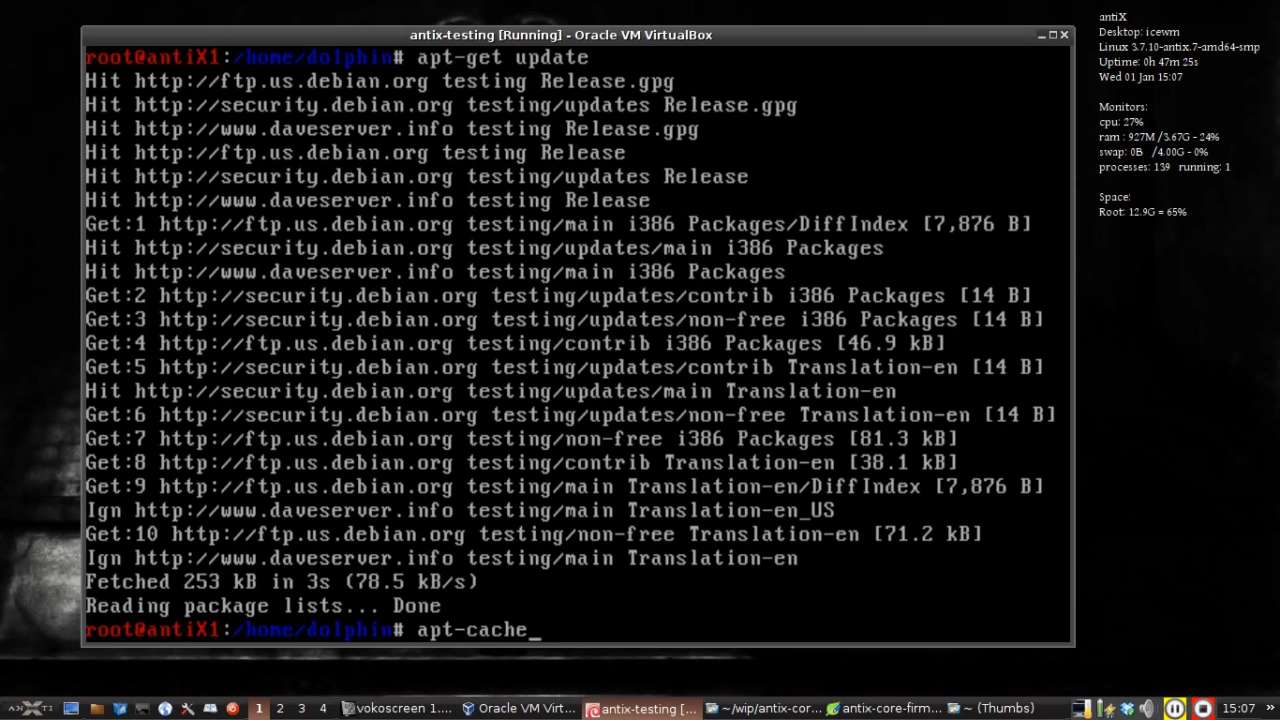 antix-testing [Running] - Oracle VM VirtualBox
root@antiX1:/home/dolphin# apt-get update
Hit http://ftp.us.debian.org testing Release.gpg
Hit http://security.debian.org testing/updates Release.gpg
Hit http://www.daveserver.info testing Release.gpg
Hit http://ftp.us.debian.org testing Release
Hit http://security.debian.org testing/updates Release
Hit http://www.daveserver.info testing Release
Get:1 http://ftp.us.debian.org testing/main i386 Packages/DiffIndex [7,876 B]
Hit http://security.debian.org testing/updates/main i386 Packages
Hit http://www.daveserver.info testing/main i386 Packages
Get:2 http://security.debian.org testing/updates/contrib i386 Packages [14 B]
Get:3 http://security.debian.org testing/updates/non-free i386 Packages [14 B]
Get:4 http://ftp.us.debian.org testing/contrib i386 Packages [46.9 kB]
Get:5 http://security.debian.org testing/updates/contrib Translation-en [14 B]
Hit http://security.debian.org testing/updates/main Translation-en
Get:6 http://security.debian.org testing/updates/non-free Translation-en [14 B]
Get:7 http://ftp.us.debian.org testing/non-free i386 Packages [81.3 kB]
Get:8 http://ftp.us.debian.org testing/contrib Translation-en [38.1 kB]
Get:9 http://ftp.us.debian.org testing/main Translation-en/DiffIndex [7,876 B]
Ign http://www.daveserver.info testing/main Translation-en_US
Get:10 http://ftp.us.debian.org testing/non-free Translation-en [71.2 kB]
Ign http://www.daveserver.info testing/main Translation-en
Fetched 253 kB in 3s (78.5 kB/s)
Reading package lists... Done
root@antiX1:/home/dolphin# apt-cache_
antiX
Desktop: icewm
Linux 3.7.10-antix.7-amd64-smp
Uptime: 0h 47m 25s
Wed 01 Jan 15:07
Monitors:
cpu: 27%
ram : 927M /3.67G - 24%
swap: 0B /4.00G - 0%
processes: 139 running: 1
Space:
Root: 12.9G = 65%
ANTIX 1 2 3 4 vokoscreen 1.... Oracle VM Virt... antix-testing [... ~/wip/antix-cor... antix-core-firm... ~ (Thumbs) 15:07 »